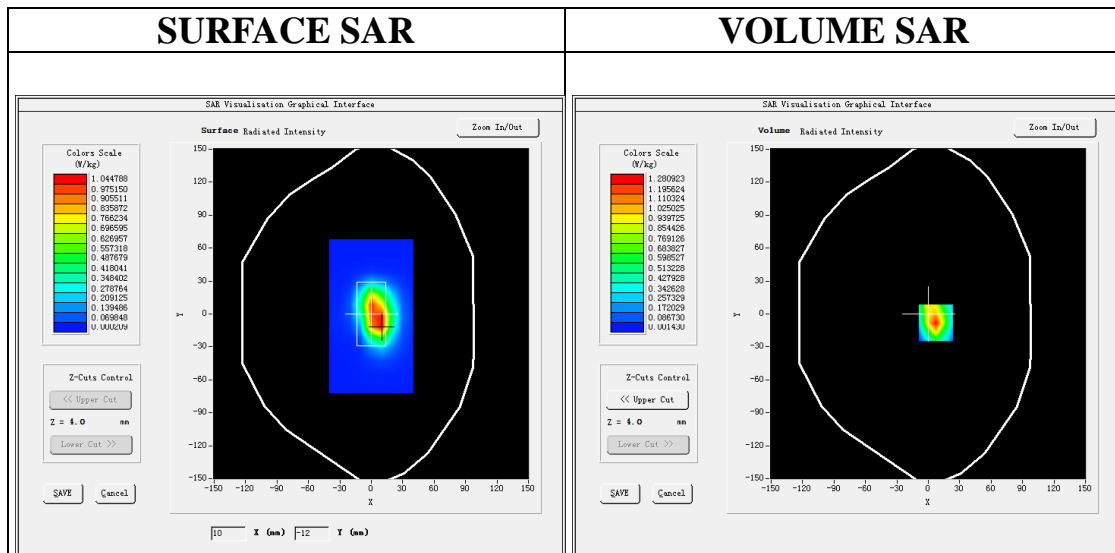 SURFACE SAR
VOLUME SAR
SAR Visualisation Graphical Interface
Surface Radiated Intensity
Zoom In/Out
Colors Scale
(W/kg)
1.044788
0.975150
0.905511
0.835872
0.766234
0.696595
0.626957
0.557318
0.487679
0.418041
0.348402
0.278764
0.209125
0.139486
0.069848
0.000209
Z-Cuts Control
<< Upper Cut
Z = 4.0 mm
Lower Cut >>
SAVE
Cancel
150
120
90
60
30
0
-30
-60
-90
-120
-150
Y
-150 -120 -90 -60 -30 0 30 60 90 120 150
X
10 X (mm) -12 Y (mm)
SAR Visualisation Graphical Interface
Volume Radiated Intensity
Zoom In/Out
Colors Scale
(W/kg)
1.280923
1.195624
1.110324
1.025025
0.939725
0.854426
0.769126
0.683827
0.598527
0.513228
0.427928
0.342628
0.257329
0.172029
0.086730
0.001430
Z-Cuts Control
<< Upper Cut
Z = 4.0 mm
Lower Cut >>
SAVE
Cancel
150
120
90
60
30
0
-30
-60
-90
-120
-150
Y
-150 -120 -90 -60 -30 0 30 60 90 120 150
X